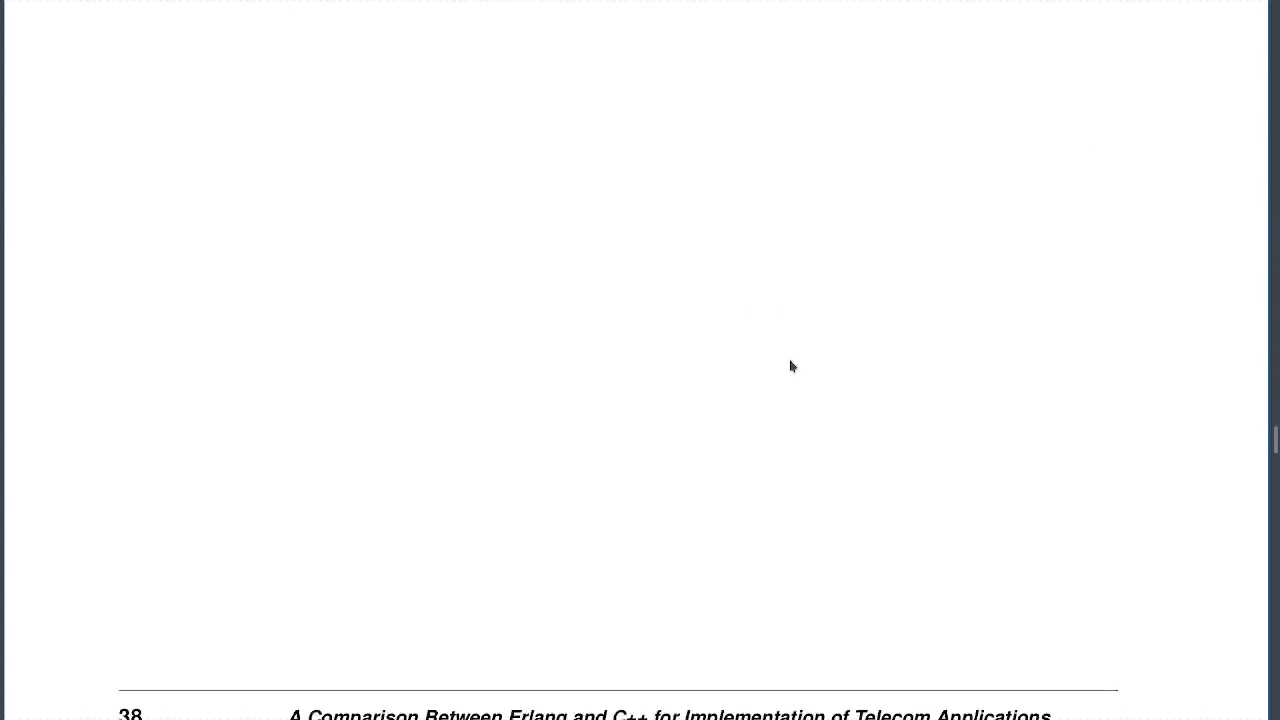 38 A Comparison Between Erlang and C++ for Implementation of Telecom Applications